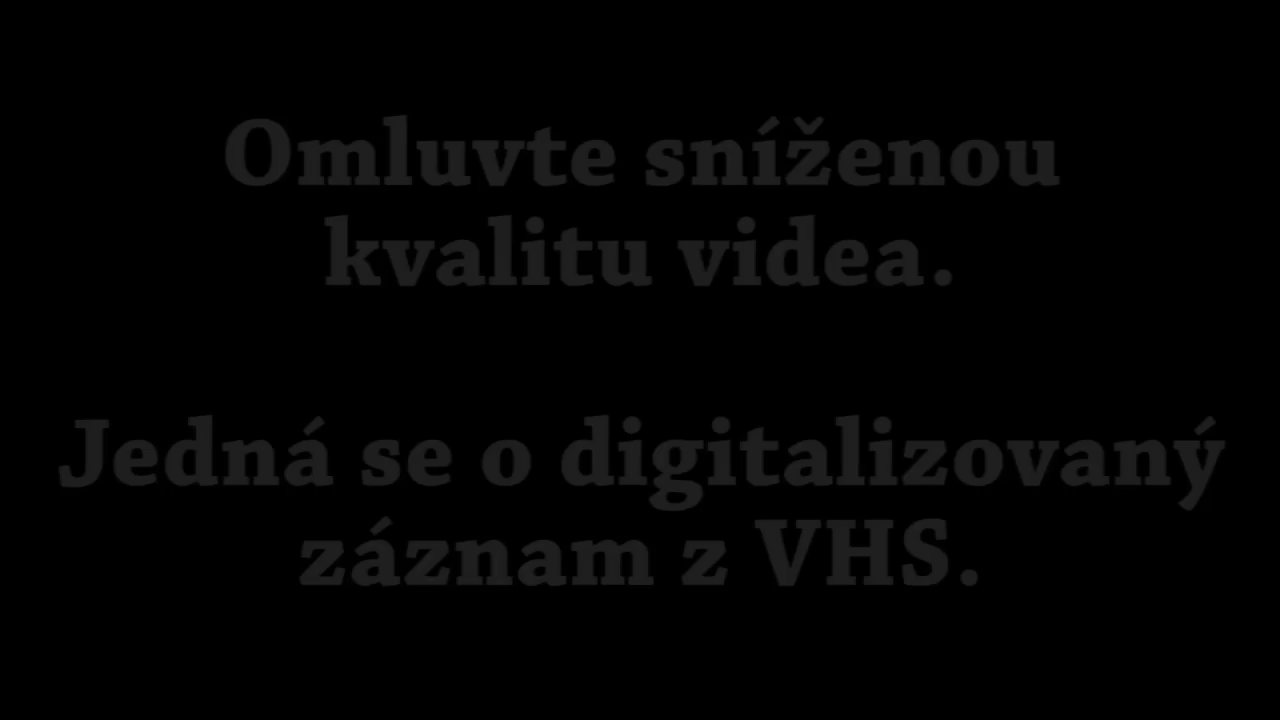 Omluvte sníženou
kvalitu videa.
Jedná se o digitalizovaný
záznam z VHS.